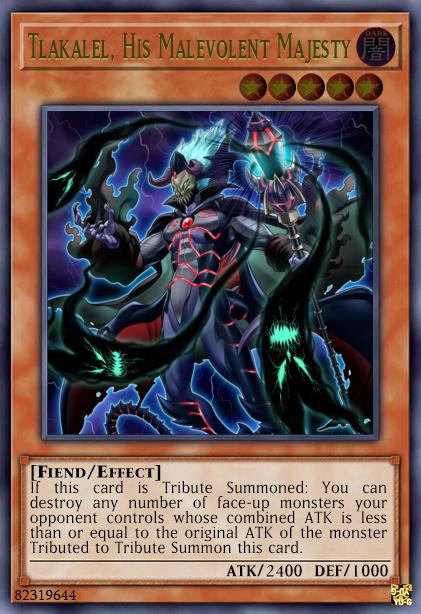 Tlakalel, His Malevolent Majesty
DARK
闇
[Fiend/Effect]
If this card is Tribute Summoned: You can
destroy any number of face-up monsters your
opponent controls whose combined ATK is less
than or equal to the original ATK of the monster
Tributed to Tribute Summon this card.
ATK/2400 DEF/1000
82319644